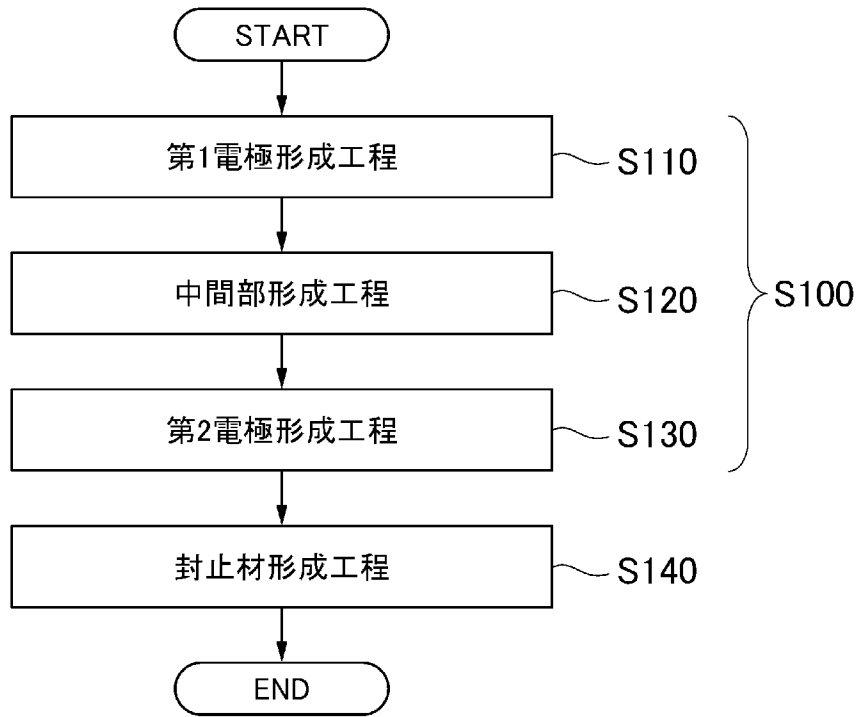 START
第1電極形成工程
S110
中間部形成工程
S120
S100
第2電極形成工程
S130
封止材形成工程
S140
END